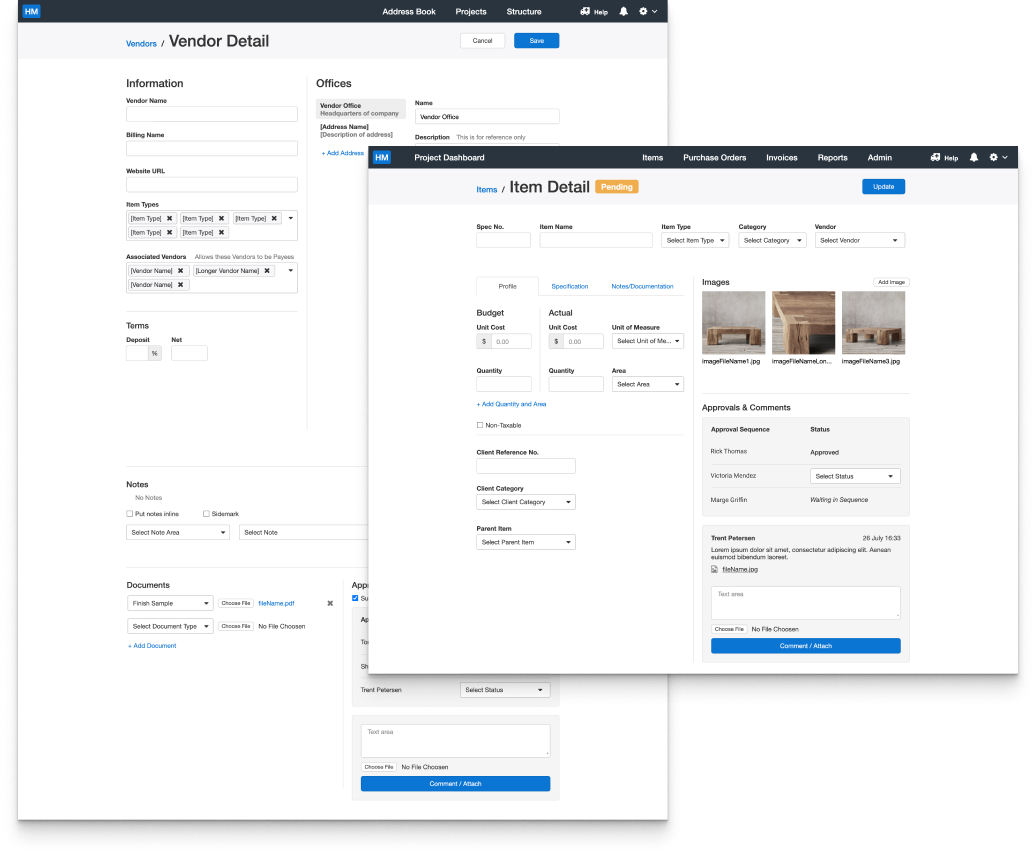 HM
Address Book Projects Structure Help
Vendors / Vendor Detail
Cancel Save
Information
Vendor Name
Billing Name
Website URL
Item Types
[Item Type] ✖ [Item Type] ✖ [Item Type] ✖
[Item Type] ✖ [Item Type] ✖
Associated Vendors Allows these Vendors to be Payees
[Vendor Name] ✖ [Longer Vendor Name] ✖
[Vendor Name] ✖
Terms
Deposit Net
%
Offices
Vendor Office
Headquarters of company
[Address Name]
[Description of address]
+ Add Address
Name
Vendor Office
Description This is for reference only
Notes
No Notes
Put notes inline Sidemark
Select Note Area Select Note
Documents
Finish Sample Choose File fileName.pdf ✖
Select Document Type Choose File No File Choosen
+ Add Document
Trent Petersen Select Status
Text area
Choose File No File Choosen
Comment / Attach
HM Project Dashboard
Items Purchase Orders Invoices Reports Admin Help
Items / Item Detail Pending
Update
Spec No. Item Name Item Type Category Vendor
Select Item Type Select Category Select Vendor
Profile Specification Notes/Documentation
Budget Actual
Unit Cost Unit Cost Unit of Measure
$ 0.00 $ 0.00 Select Unit of Me...
Quantity Quantity Area
Select Area
+ Add Quantity and Area
Non-Taxable
Client Reference No.
Client Category
Select Client Category
Parent Item
Select Parent Item
Images Add Image
imageFileName1.jpg imageFileNameLon... imageFileName3.jpg
Approvals & Comments
Approval Sequence Status
Rick Thomas Approved
Victoria Mendez Select Status
Marge Griffin Waiting in Sequence
Trent Petersen 26 July 16:33
Lorem ipsum dolor sit amet, consectetur adipiscing elit. Aenean
euismod bibendum laoreet.
fileName.jpg
Text area
Choose File No File Choosen
Comment / Attach